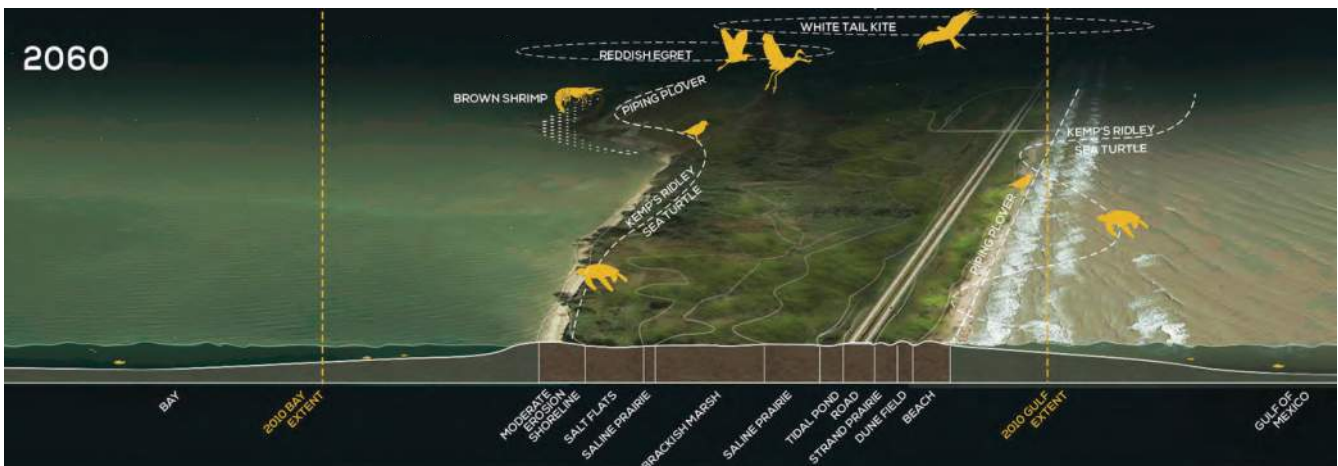 2060
WHITE TAIL KITE
REDDISH EGRET
BROWN SHRIMP
PIPING PLOVER
KEMP'S RIDLEY
SEA TURTLE
KEMP'S RIDLEY
SEA TURTLE
PIPING PLOVER
BAY
2010 BAY
EXTENT
MODERATE
EROSION
SHORELINE
SALT FLATS
SALINE PRAIRIE
BRACKISH MARSH
SALINE PRAIRIE
TIDAL POND
ROAD
STRAND PRAIRIE
DUNE FIELD
BEACH
2010 GULF
EXTENT
GULF OF
MEXICO